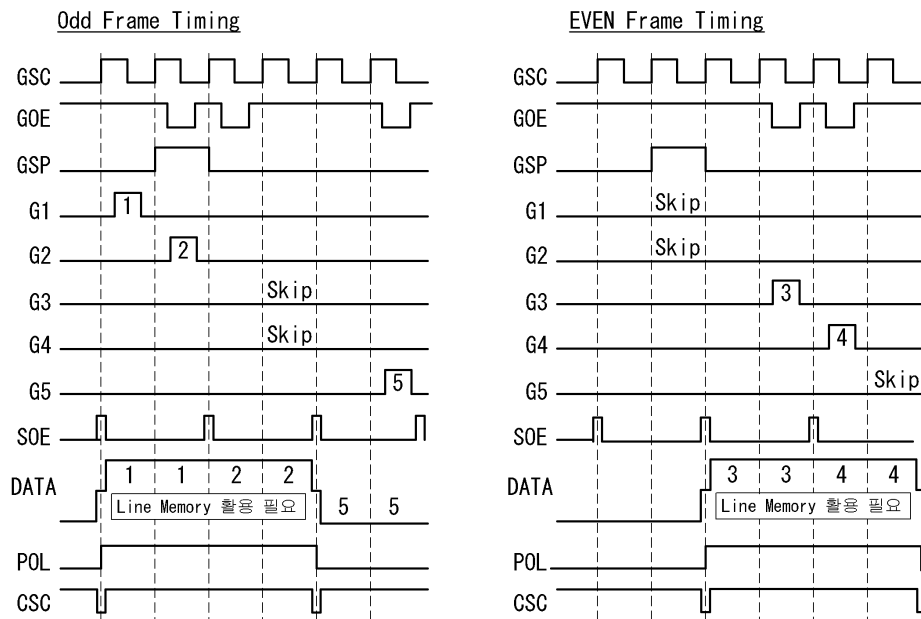 Odd Frame Timing
GSC
GOE
GSP
G1
1
G2
2
G3
Skip
G4
Skip
G5
5
SOE
DATA
1 1 2 2
Line Memory 활용 필요
5 5
POL
CSC
EVEN Frame Timing
GSC
GOE
GSP
G1
Skip
G2
Skip
G3
3
G4
4
G5
Skip
SOE
DATA
3 3 4 4
Line Memory 활용 필요
POL
CSC